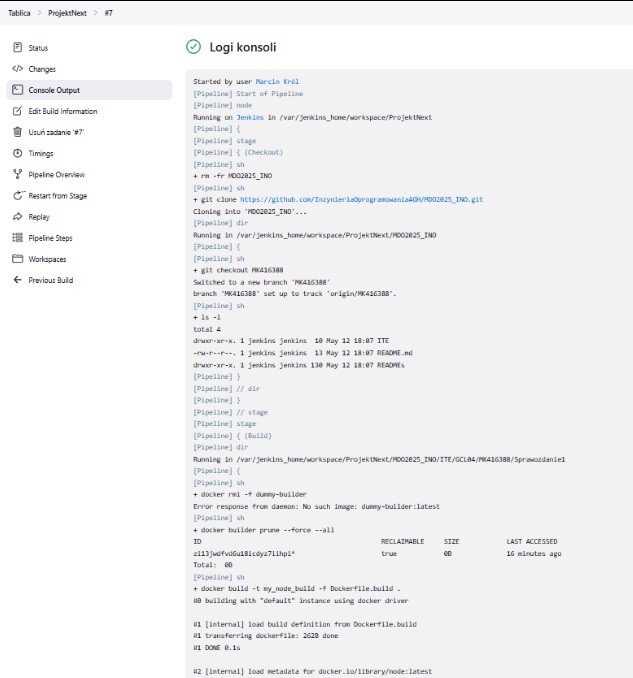 Tablica > ProjektNext > #7
Status
Changes
Console Output
Edit Build Information
Usuń zadanie '#7'
Timings
Pipeline Overview
Restart from Stage
Replay
Pipeline Steps
Workspaces
Previous Build
Logi konsoli
Started by user Marcin Król
[Pipeline] Start of Pipeline
[Pipeline] node
Running on Jenkins in /var/jenkins_home/workspace/ProjektNext
[Pipeline] {
[Pipeline] stage
[Pipeline] { (Checkout)
[Pipeline] sh
+ rm -fr MDO2025_INO
[Pipeline] sh
+ git clone https://github.com/InzynieriaOprogramowaniaAGH/MDO2025_INO.git
Cloning into 'MDO2025_INO'...
[Pipeline] dir
Running in /var/jenkins_home/workspace/ProjektNext/MDO2025_INO
[Pipeline] {
[Pipeline] sh
+ git checkout MK416388
Switched to a new branch 'MK416388'
branch 'MK416388' set up to track 'origin/MK416388'.
[Pipeline] sh
+ ls -l
total 4
drwxr-xr-x. 1 jenkins jenkins  10 May 12 18:07 ITE
-rw-r--r--. 1 jenkins jenkins  13 May 12 18:07 README.md
drwxr-xr-x. 1 jenkins jenkins 130 May 12 18:07 READMEs
[Pipeline] }
[Pipeline] // dir
[Pipeline] }
[Pipeline] // stage
[Pipeline] stage
[Pipeline] { (Build)
[Pipeline] dir
Running in /var/jenkins_home/workspace/ProjektNext/MDO2025_INO/ITE/GCL04/MK416388/Sprawozdanie1
[Pipeline] {
[Pipeline] sh
+ docker rmi -f dummy-builder
Error response from daemon: No such image: dummy-builder:latest
[Pipeline] sh
+ docker builder prune --force --all
ID RECLAIMABLE SIZE LAST ACCESSED
true 0B 16 minutes ago
Total: 0B
[Pipeline] sh
+ docker build -t my_node_build -f Dockerfile.build .
#0 building with "default" instance using docker driver
#1 [internal] load build definition from Dockerfile.build
#1 transferring dockerfile: 262B done
#1 DONE 0.1s
#2 [internal] load metadata for docker.io/library/node:latest